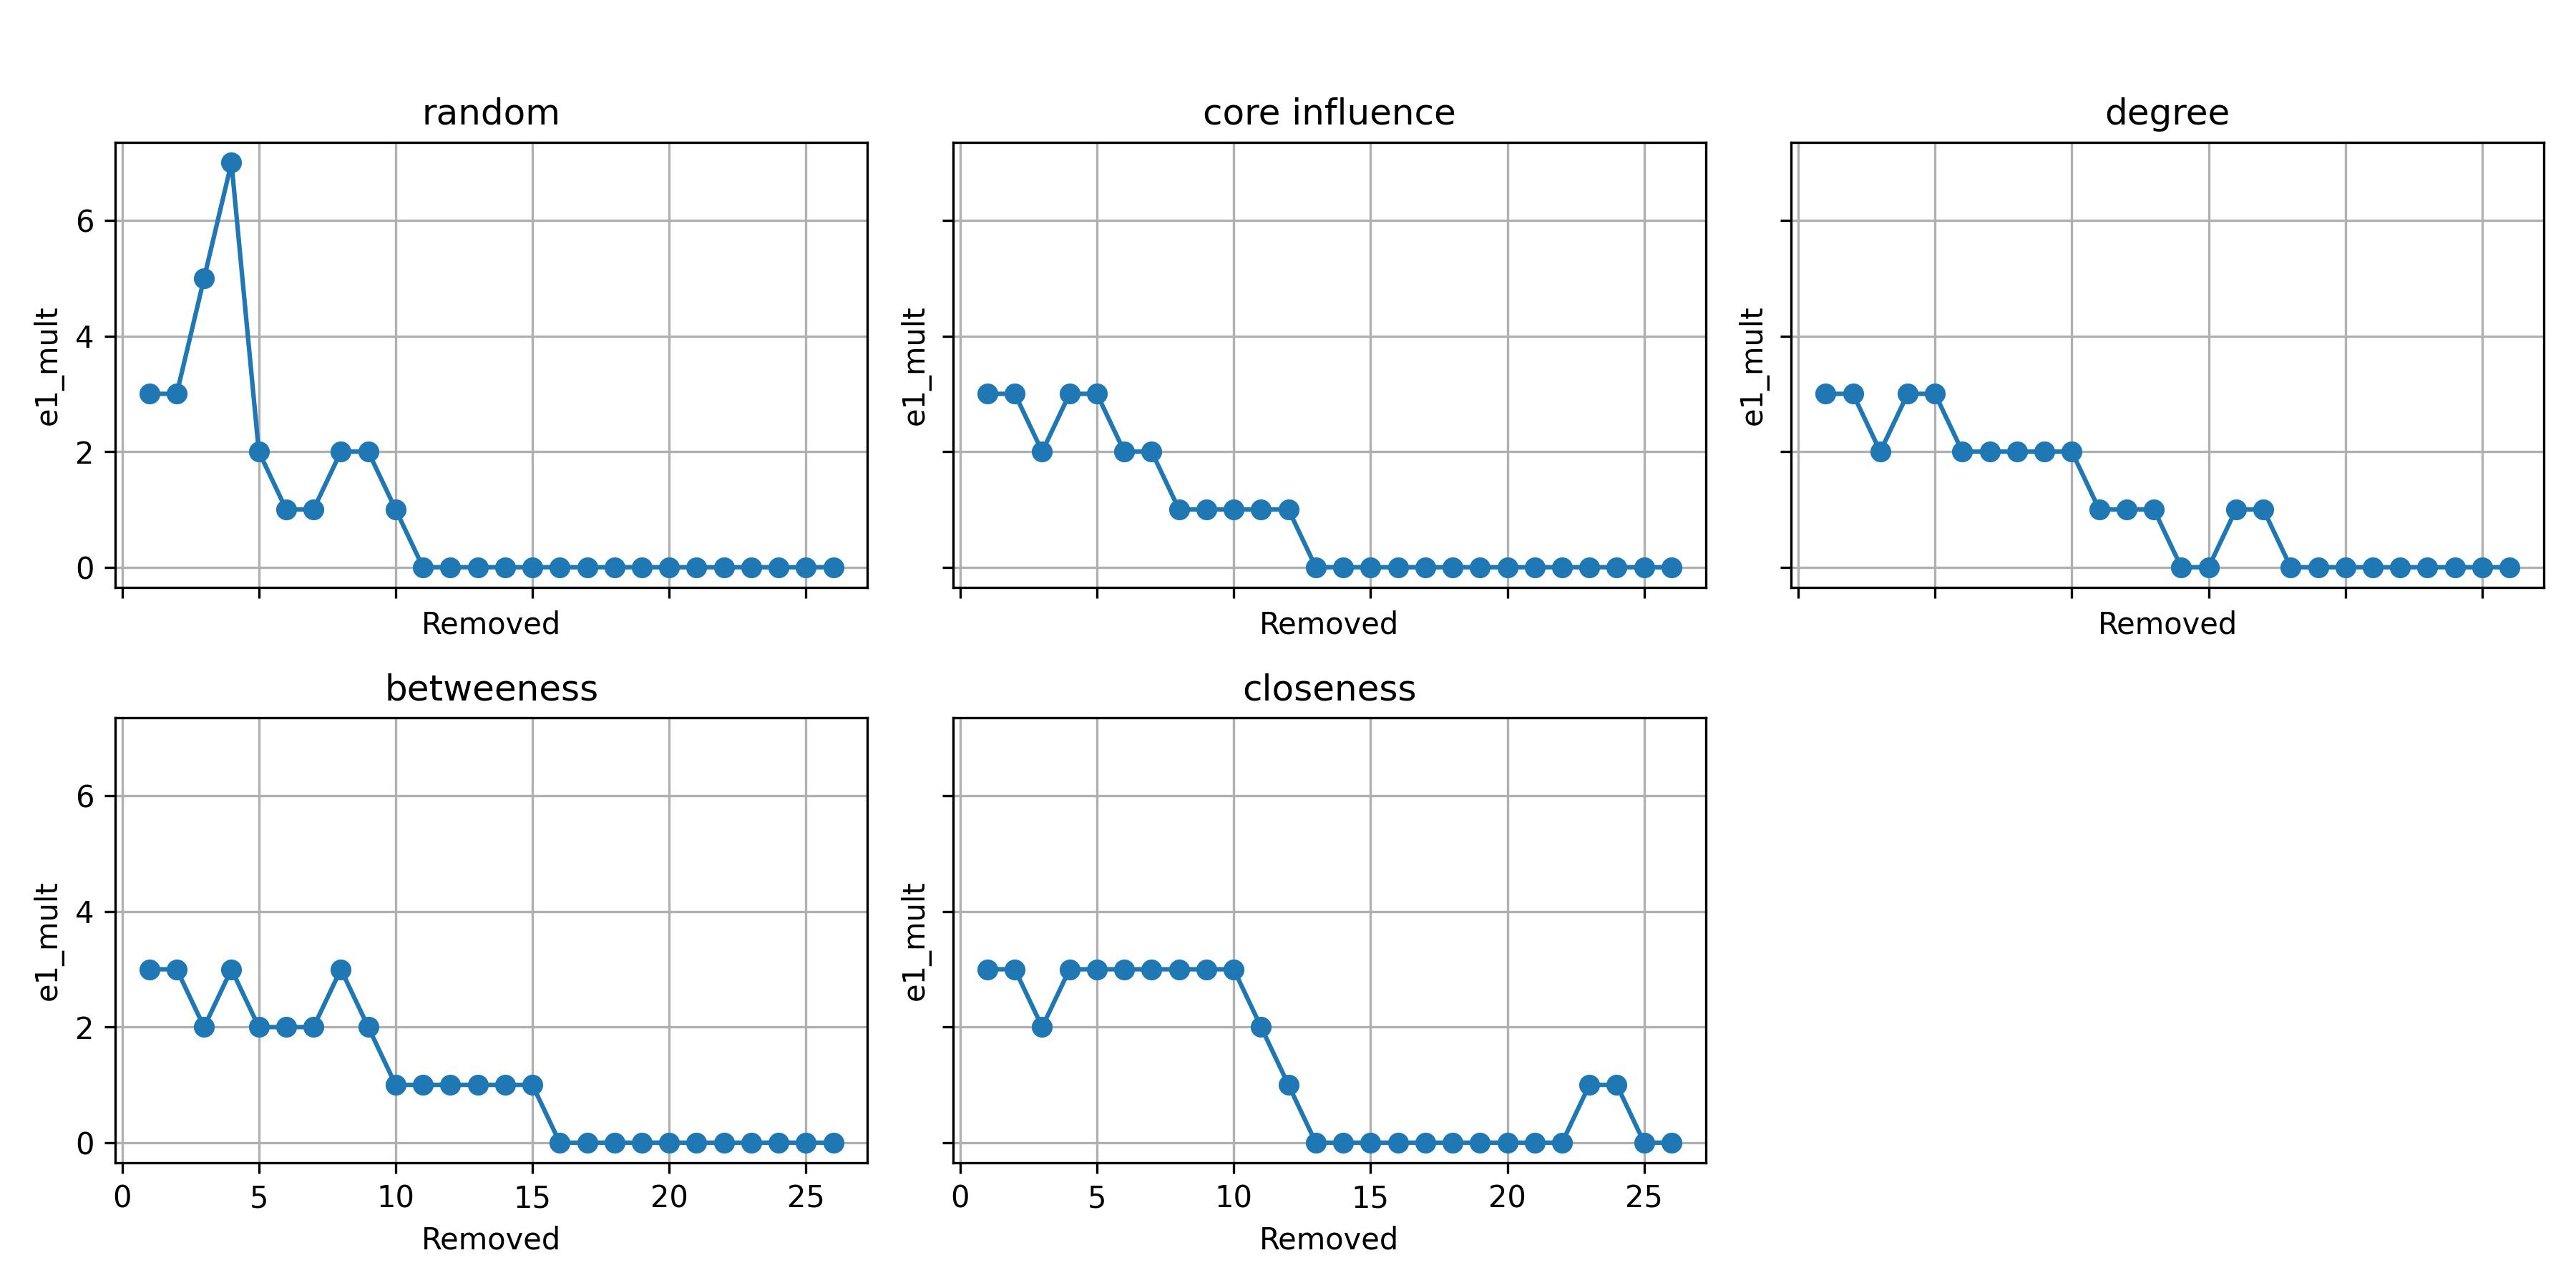 random
core influence
degree
e1_mult
6
4
2
0
Removed
e1_mult
Removed
e1_mult
Removed
betweeness
closeness
e1_mult
6
4
2
0
0 5 10 15 20 25
Removed
e1_mult
0 5 10 15 20 25
Removed